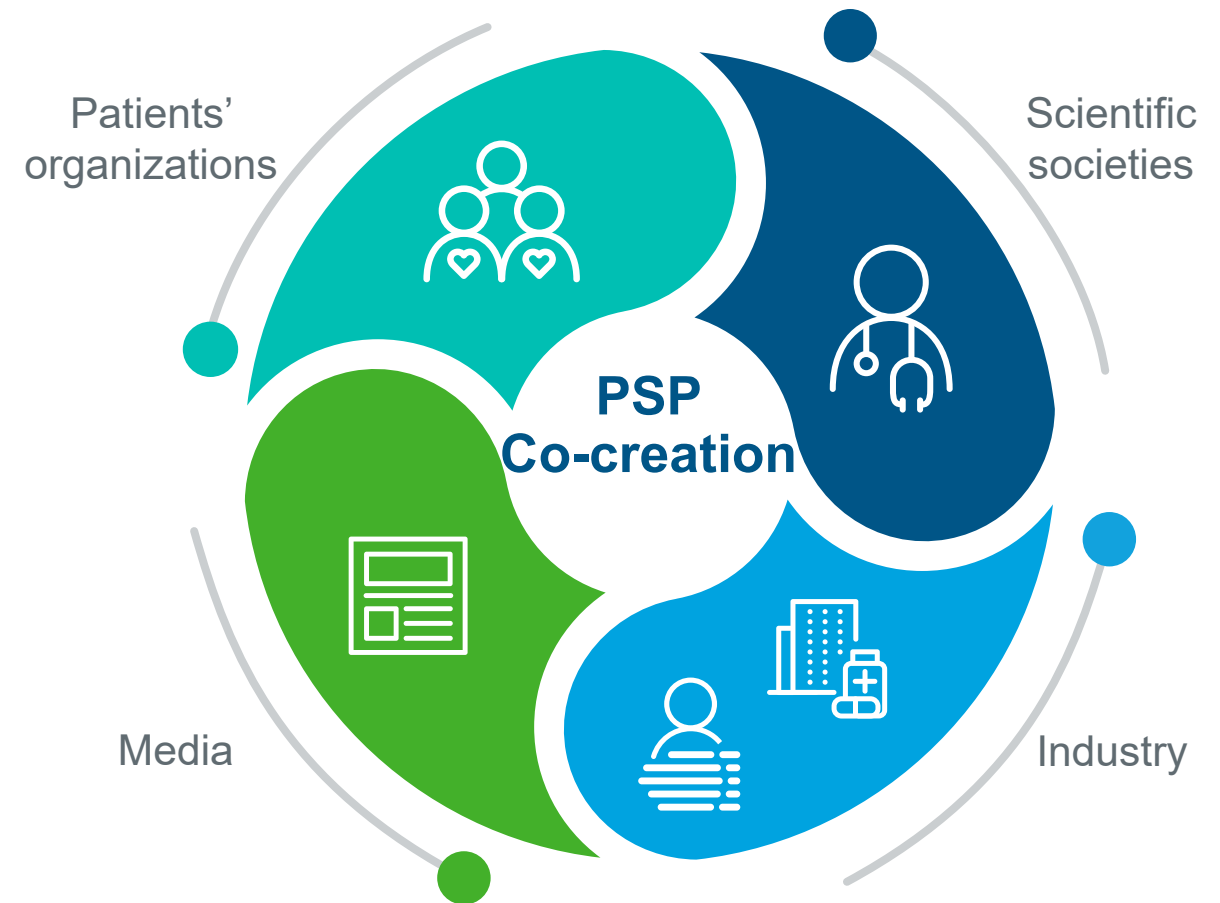 Patients’
organizations
Scientific
societies
PSP
Co-creation
Media
Industry